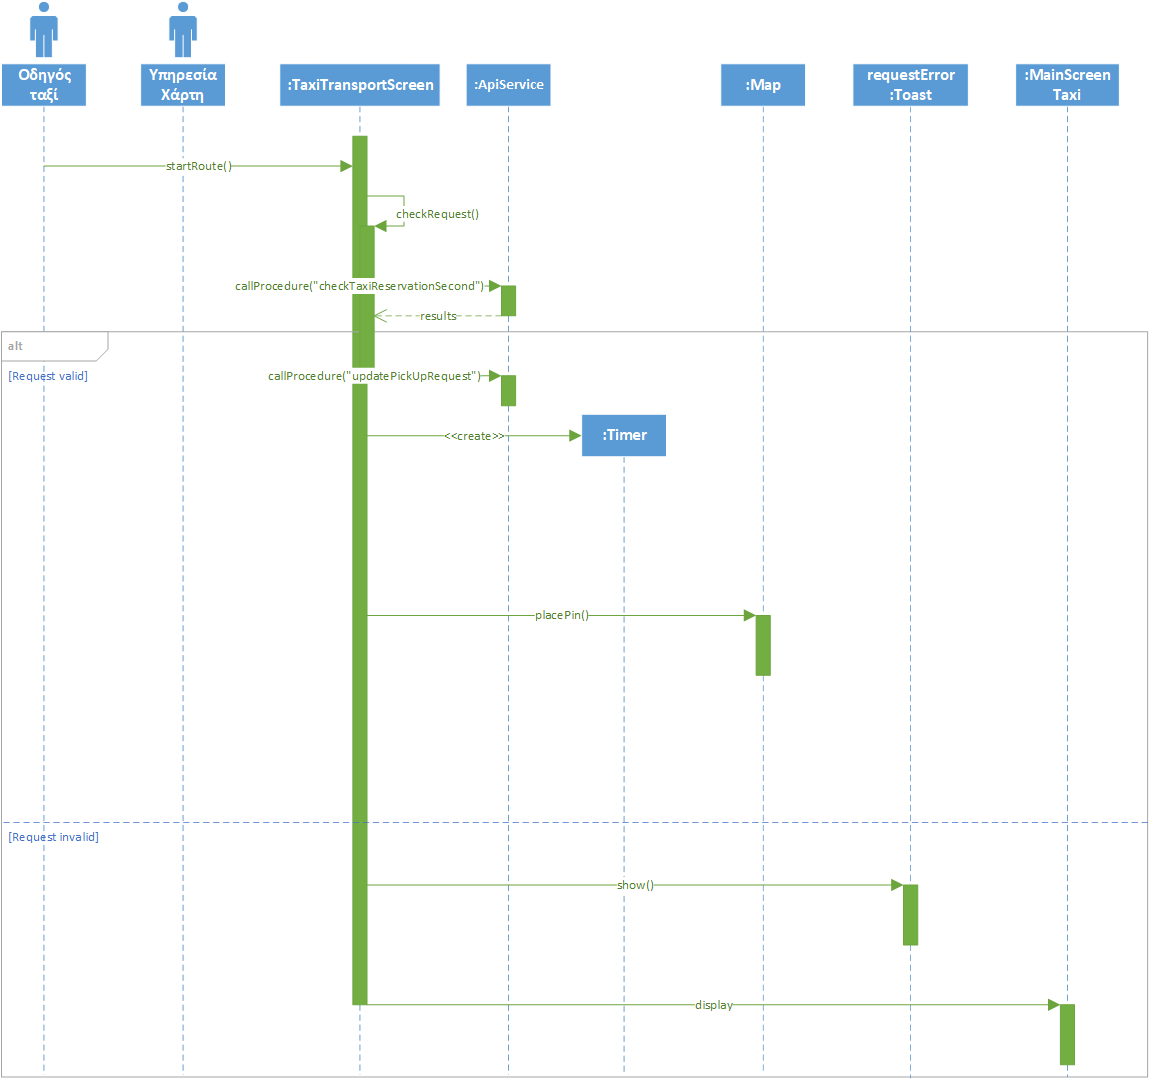 Οδηγός
ταξί
Υπηρεσία
Χάρτη
:TaxiTransportScreen
:ApiService
:Map
requestError
:Toast
:MainScreen
Taxi
startRoute()
checkRequest()
callProcedure("checkTaxiReservationSecond")
results
alt
[Request valid]
callProcedure("updatePickUpRequest")
<<create>>
:Timer
placePin()
[Request invalid]
show()
display